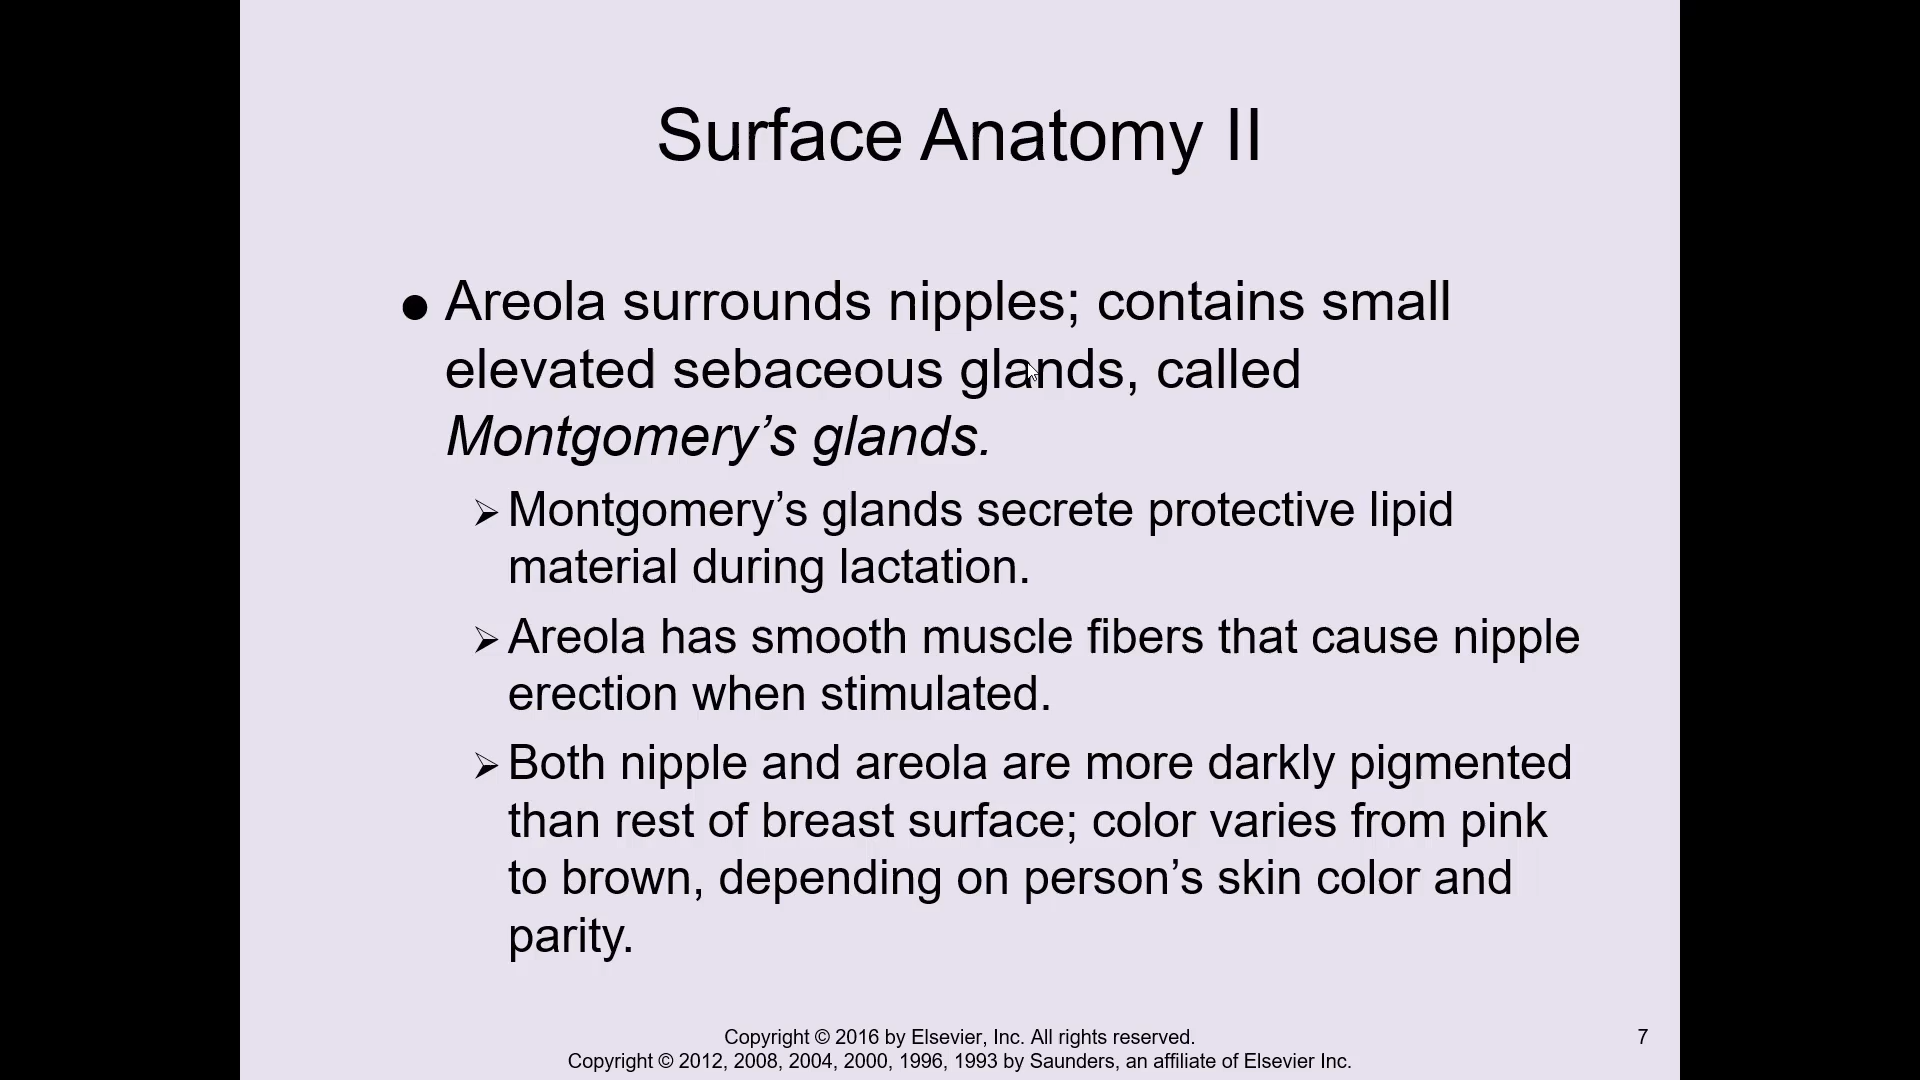 Surface Anatomy II
● Areola surrounds nipples; contains small
elevated sebaceous glands, called
Montgomery’s glands.
➢ Montgomery’s glands secrete protective lipid
material during lactation.
➢ Areola has smooth muscle fibers that cause nipple
erection when stimulated.
➢ Both nipple and areola are more darkly pigmented
than rest of breast surface; color varies from pink
to brown, depending on person’s skin color and
parity.
Copyright © 2016 by Elsevier, Inc. All rights reserved.
7
Copyright © 2012, 2008, 2004, 2000, 1996, 1993 by Saunders, an affiliate of Elsevier Inc.